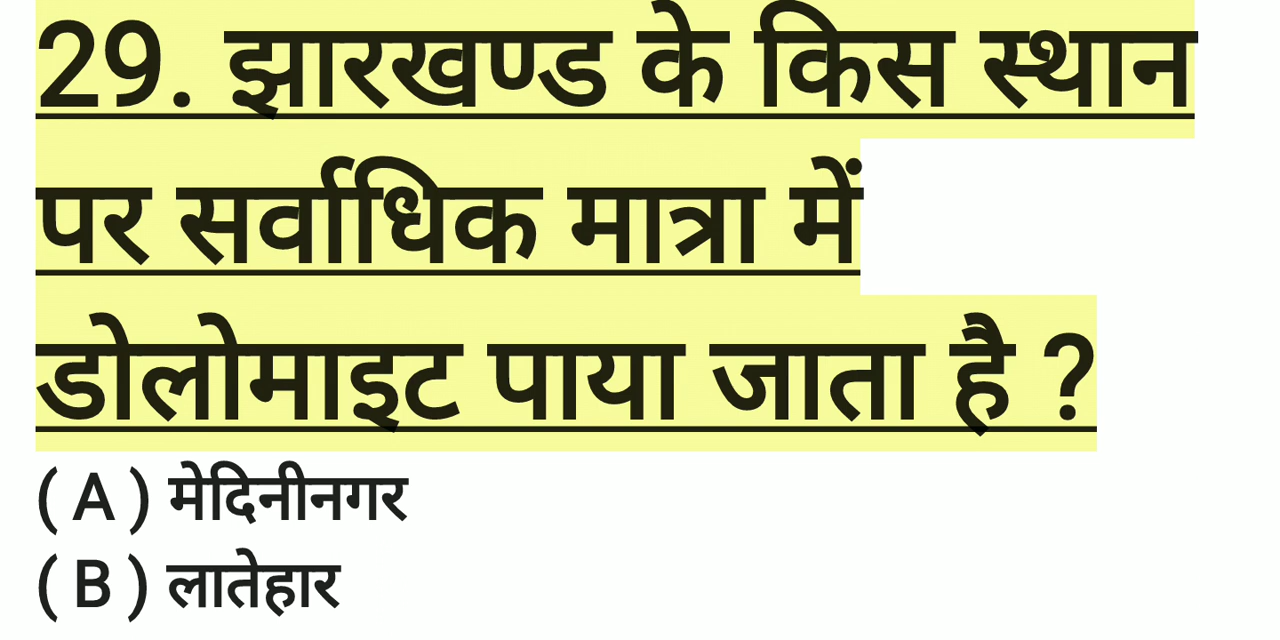 29. झारखण्ड के किस स्थान
पर सर्वाधिक मात्रा में
डोलोमाइट पाया जाता है ?
( A ) मेदिनीनगर
( B ) लातेहार